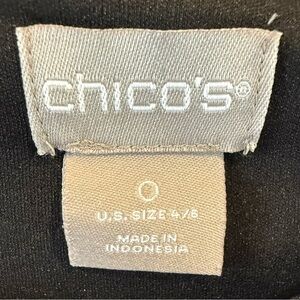 chico's®
0
U.S. SIZE 4/6
MADE IN
INDONESIA